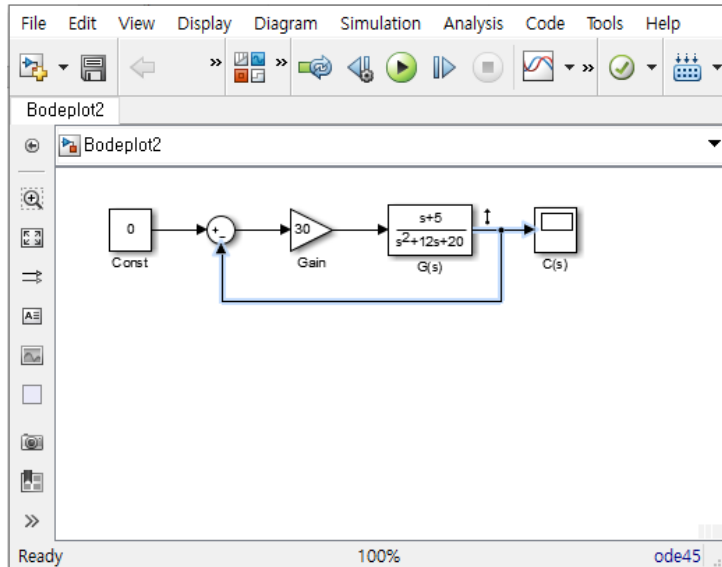 File Edit View Display Diagram Simulation Analysis Code Tools Help
Bodeplot2
Bodeplot2
0
+
-
30
s+5
s²+12s+20
Const
Gain
G(s)
C(s)
Ready 100% ode45